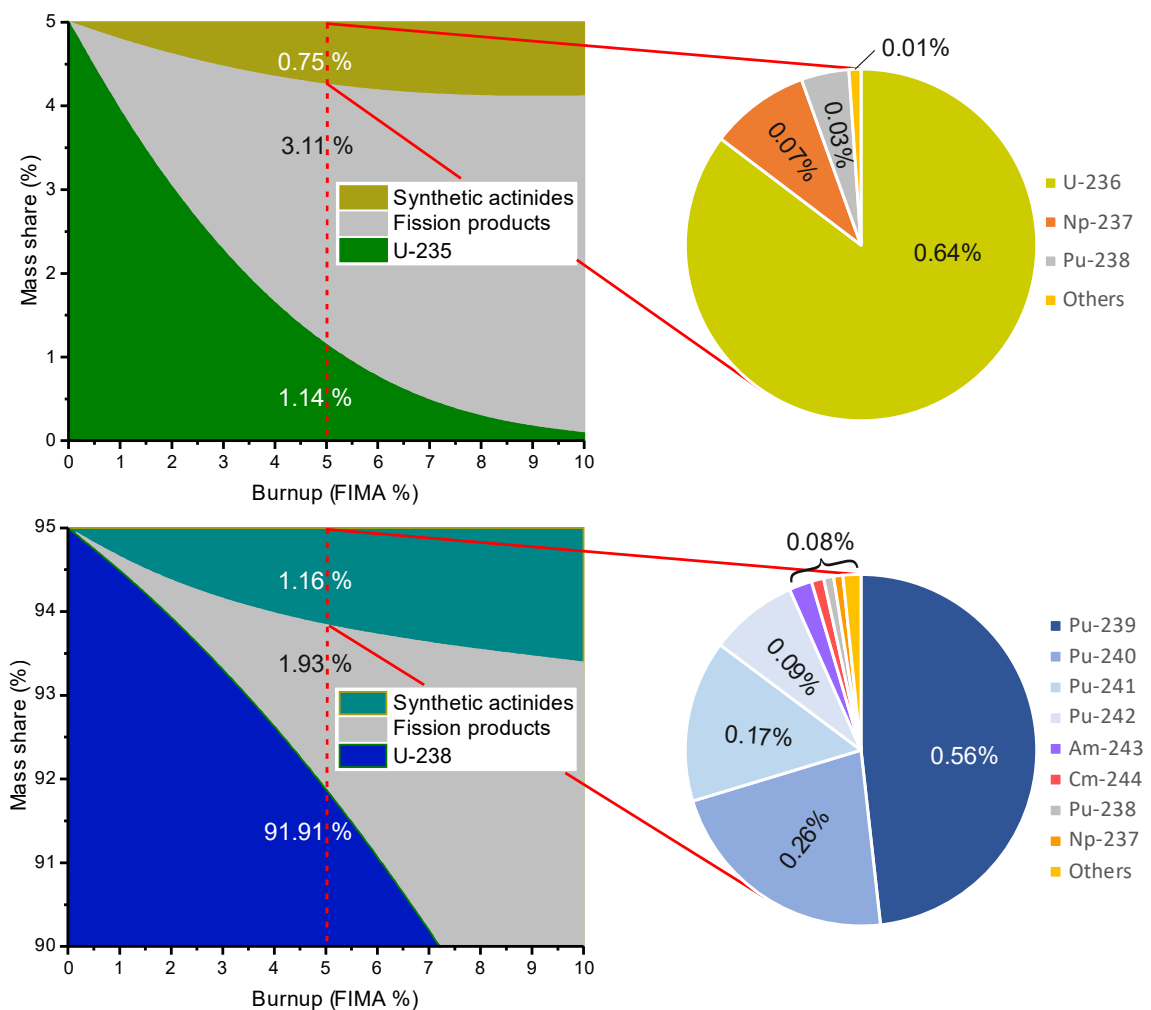 5
4
3
2
1
0
Mass share (%)
0.75 %
3.11 %
1.14 %
Synthetic actinides
Fission products
U-235
0 1 2 3 4 5 6 7 8 9 10
Burnup (FIMA %)
0.01%
0.03%
0.07%
0.64%
U-236
Np-237
Pu-238
Others
95
94
93
92
91
90
Mass share (%)
1.16 %
1.93 %
91.91 %
Synthetic actinides
Fission products
U-238
0 1 2 3 4 5 6 7 8 9 10
Burnup (FIMA %)
0.08%
0.09%
0.17%
0.26%
0.56%
Pu-239
Pu-240
Pu-241
Pu-242
Am-243
Cm-244
Pu-238
Np-237
Others